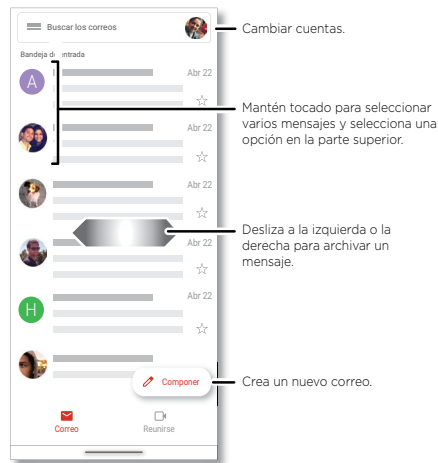 Buscar los correos
Cambiar cuentas.
Bandeja de entrada
A
Abr 22
Mantén tocado para seleccionar
varios mensajes y selecciona una
opción en la parte superior.
Abr 22
Abr 22
Desliza a la izquierda o la
derecha para archivar un
mensaje.
Abr 22
H
Abr 22
Componer
Crea un nuevo correo.
Correo
Reunirse